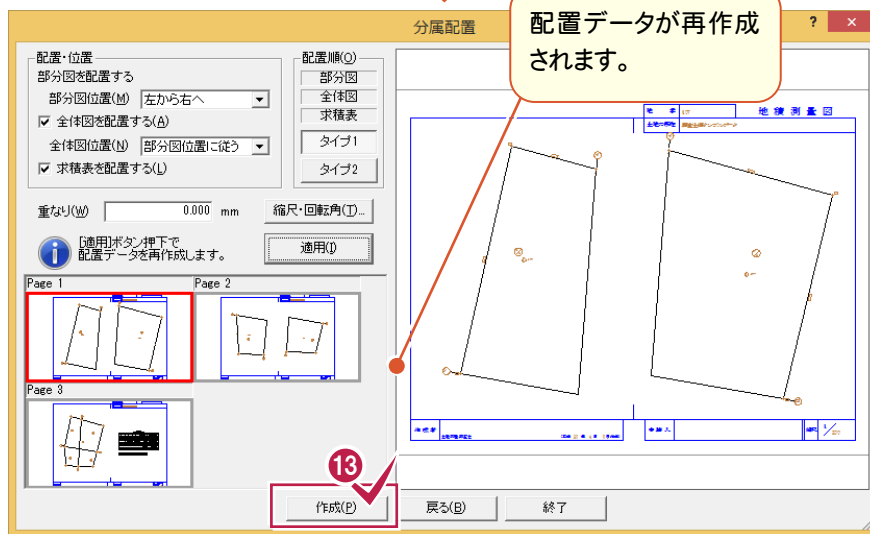 分属配置
? ×
配置データが再作成
されます。
配置・位置
部分図を配置する
部分図位置(M) 左から右へ
全体図を配置する(A)
全体図位置(N) 部分図位置に従う
求積表を配置する(L)
配置順(O)
部分図
全体図
求積表
タイプ1
タイプ2
重なり(W) 0.000 mm
縮尺・回転角(T)...
[適用]ボタン押下で
配置データを再作成します。
適用(I)
Page 1
Page 2
Page 3
地積測量図
13
作成(P)
戻る(B)
終了